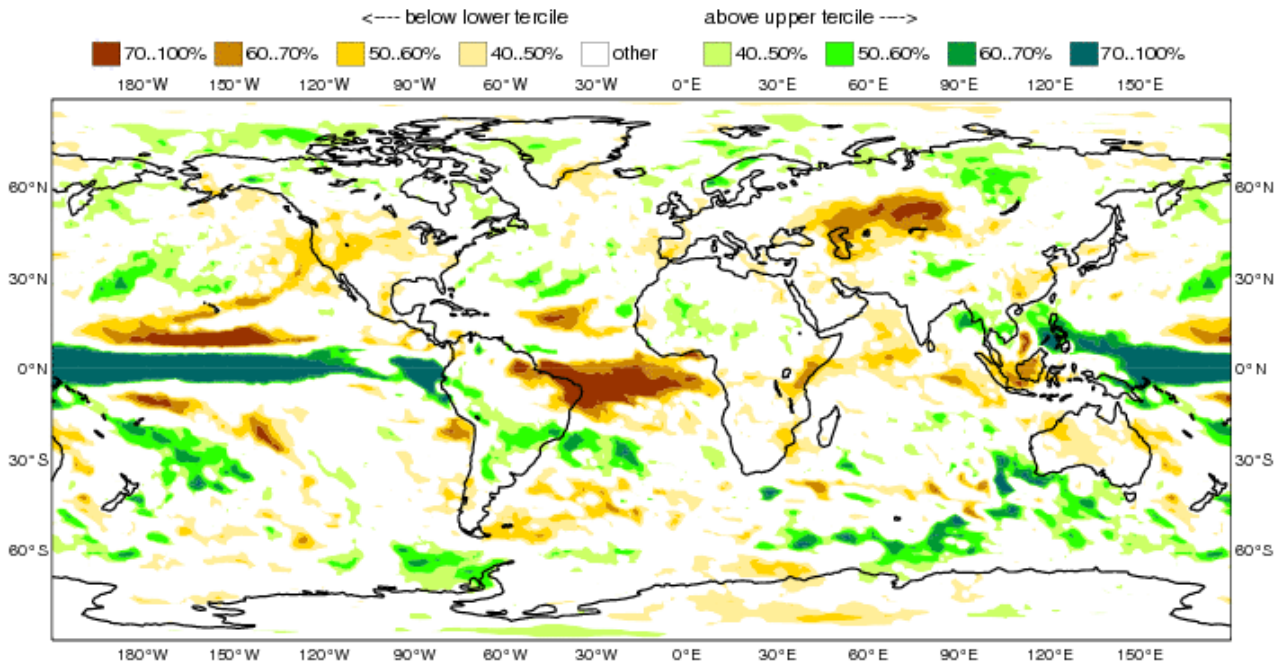 <---- below lower tercile above upper tercile ---->
70..100% 60..70% 50..60% 40..50% other 40..50% 50..60% 60..70% 70..100%
180°W 150°W 120°W 90°W 60°W 30°W 0°E 30°E 60°E 90°E 120°E 150°E
60°N 60°N
30°N 30°N
0°N 0°N
30°S 30°S
60°S 60°S
180°W 150°W 120°W 90°W 60°W 30°W 0°E 30°E 60°E 90°E 120°E 150°E